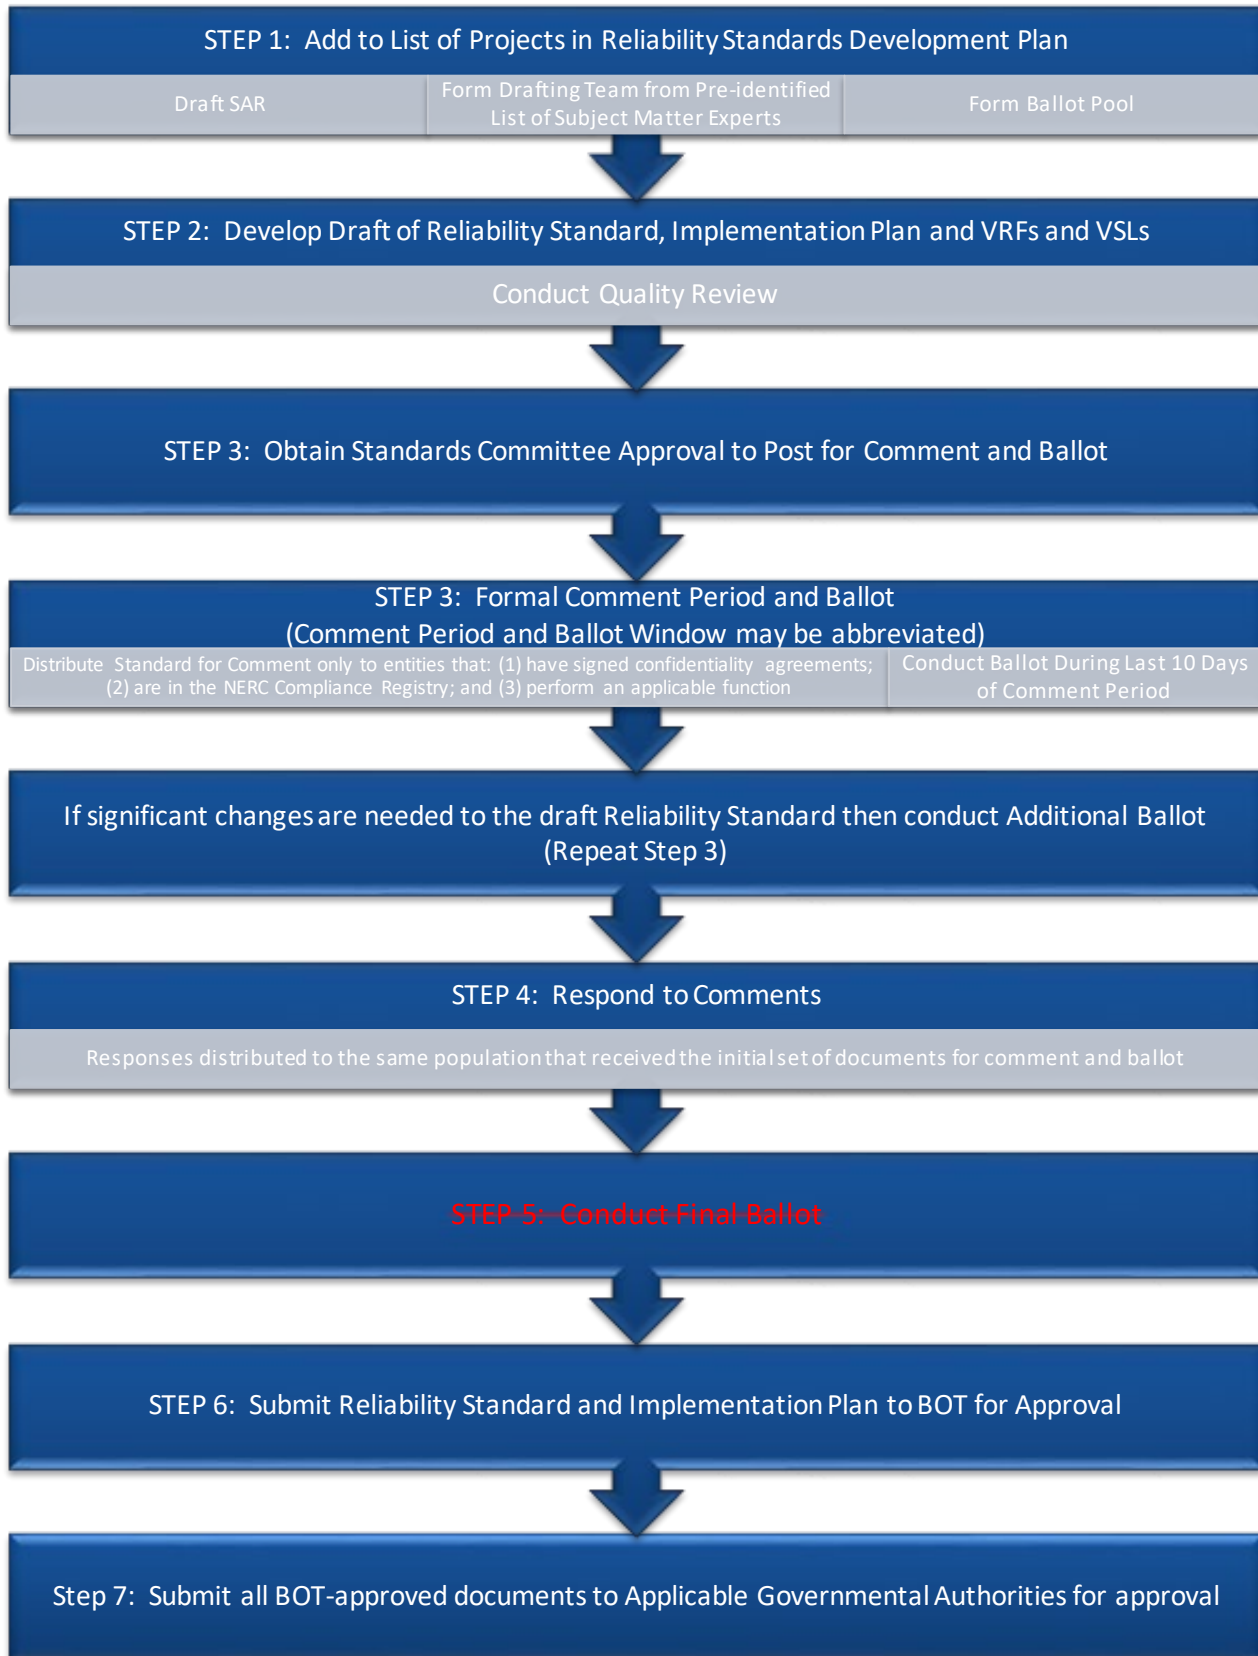 STEP 1: Add to List of Projects in Reliability Standards Development Plan
Draft SAR
Form Drafting Team from Pre-identified
List of Subject Matter Experts
Form Ballot Pool
STEP 2: Develop Draft of Reliability Standard, Implementation Plan and VRFs and VSLs
Conduct Quality Review
STEP 3: Obtain Standards Committee Approval to Post for Comment and Ballot
STEP 3: Formal Comment Period and Ballot
(Comment Period and Ballot Window may be abbreviated)
Distribute Standard for Comment only to entities that: (1) have signed confidentiality agreements;
(2) are in the NERC Compliance Registry; and (3) perform an applicable function
Conduct Ballot During Last 10 Days
of Comment Period
If significant changes are needed to the draft Reliability Standard then conduct Additional Ballot
(Repeat Step 3)
STEP 4: Respond to Comments
Responses distributed to the same population that received the initial set of documents for comment and ballot
STEP 5: Conduct Final Ballot
STEP 6: Submit Reliability Standard and Implementation Plan to BOT for Approval
Step 7: Submit all BOT-approved documents to Applicable Governmental Authorities for approval